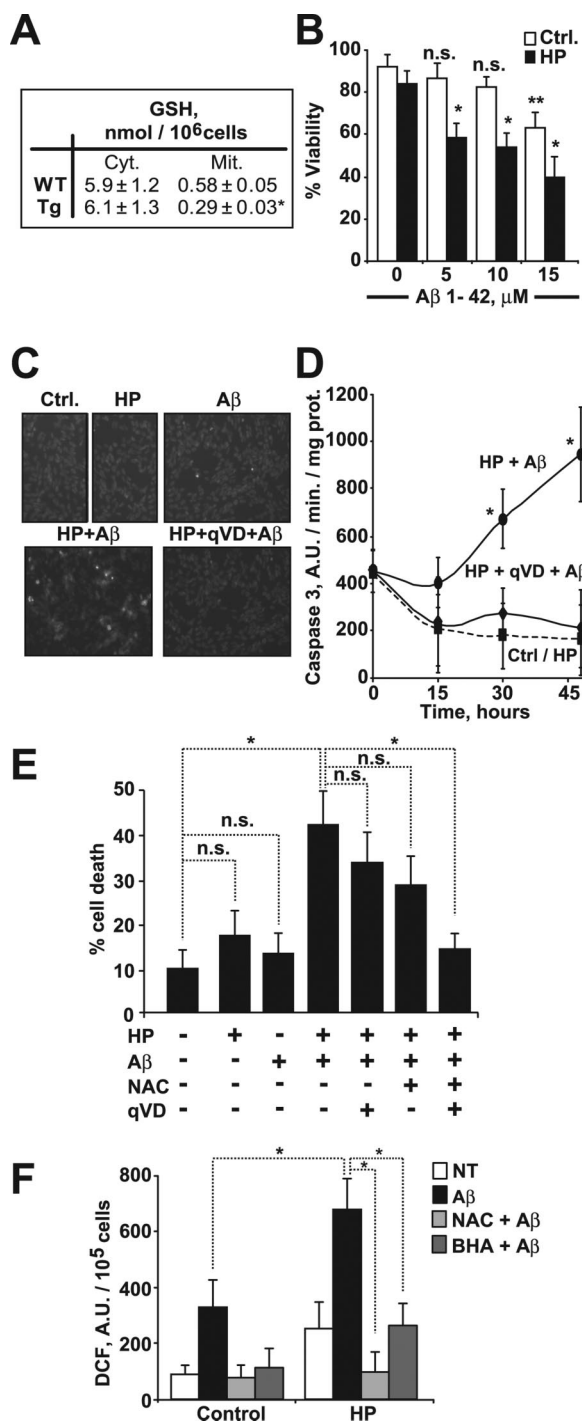 A
GSH,
nmol / 10⁶cells
Cyt. Mit.
WT 5.9 ± 1.2 0.58 ± 0.05
Tg 6.1 ± 1.3 0.29 ± 0.03*
B
Ctrl.
HP
% Viability
100
80
60
40
20
0
n.s.
n.s.
*
*
**
*
0 5 10 15
Aβ 1- 42, μM
C
Ctrl. HP Aβ
HP+Aβ HP+qVD+Aβ
D
Caspase 3, A.U. / min. / mg prot.
1200
1000
800
600
400
200
0
*
*
HP + Aβ
HP + qVD + Aβ
Ctrl / HP
0 15 30 45
Time, hours
E
% cell death
50
40
30
20
10
0
* *
n.s.
n.s.
n.s.
n.s.
HP - + - + + + +
Aβ - - + + + + +
NAC - - - - - + +
qVD - - - - + - +
F
DCF, A.U. / 10⁵ cells
800
600
400
200
0
* *
*
NT
Aβ
NAC + Aβ
BHA + Aβ
Control HP